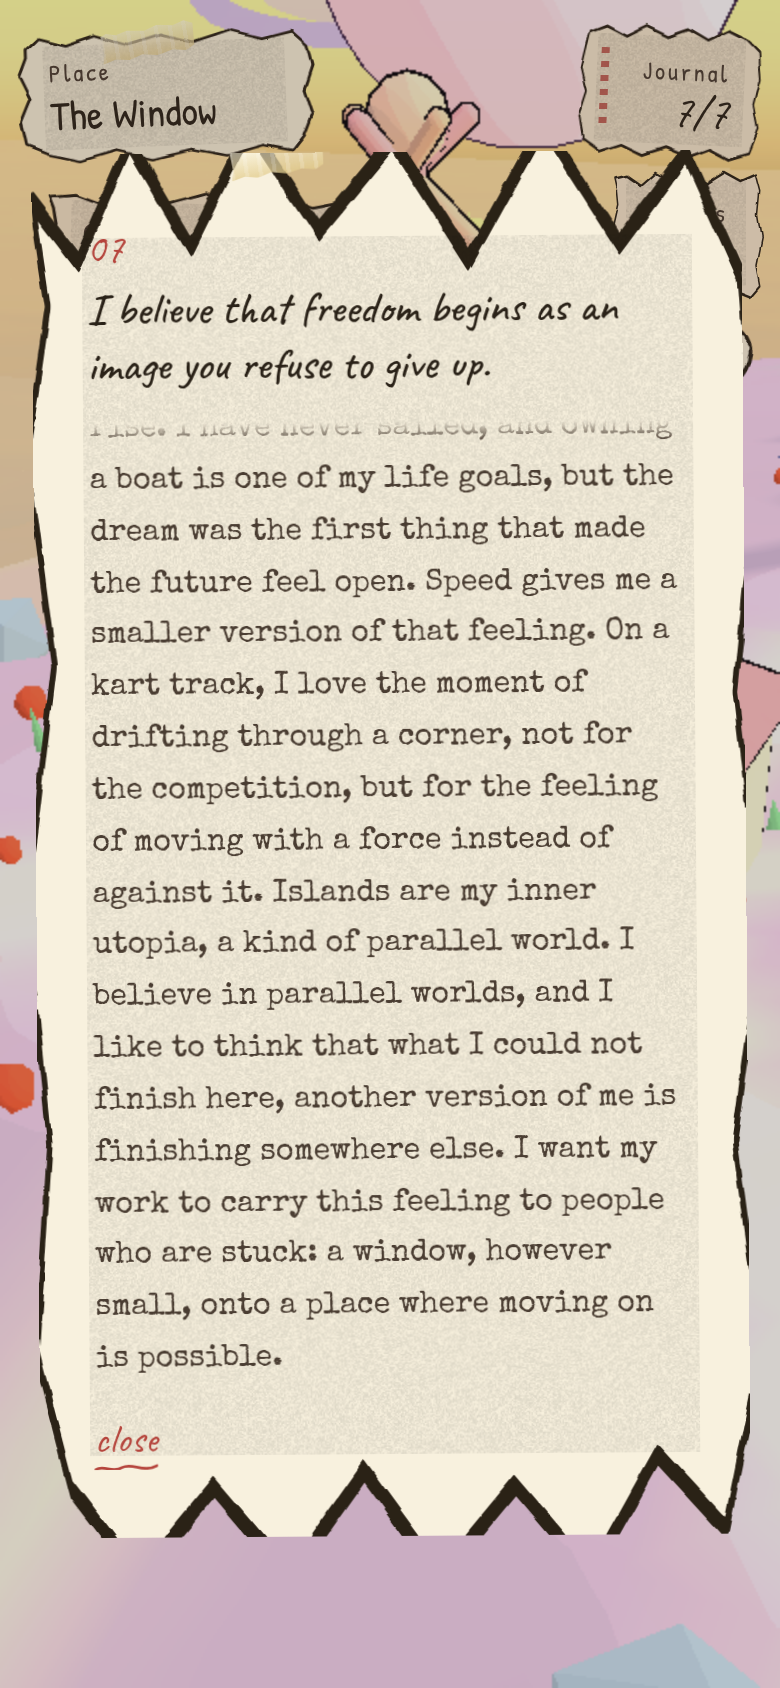 Place
The Window
Journal
7/7
s
07
I believe that freedom begins as an
image you refuse to give up.
rise. I have never sailed, and owning
a boat is one of my life goals, but the
dream was the first thing that made
the future feel open. Speed gives me a
smaller version of that feeling. On a
kart track, I love the moment of
drifting through a corner, not for
the competition, but for the feeling
of moving with a force instead of
against it. Islands are my inner
utopia, a kind of parallel world. I
believe in parallel worlds, and I
like to think that what I could not
finish here, another version of me is
finishing somewhere else. I want my
work to carry this feeling to people
who are stuck: a window, however
small, onto a place where moving on
is possible.
close